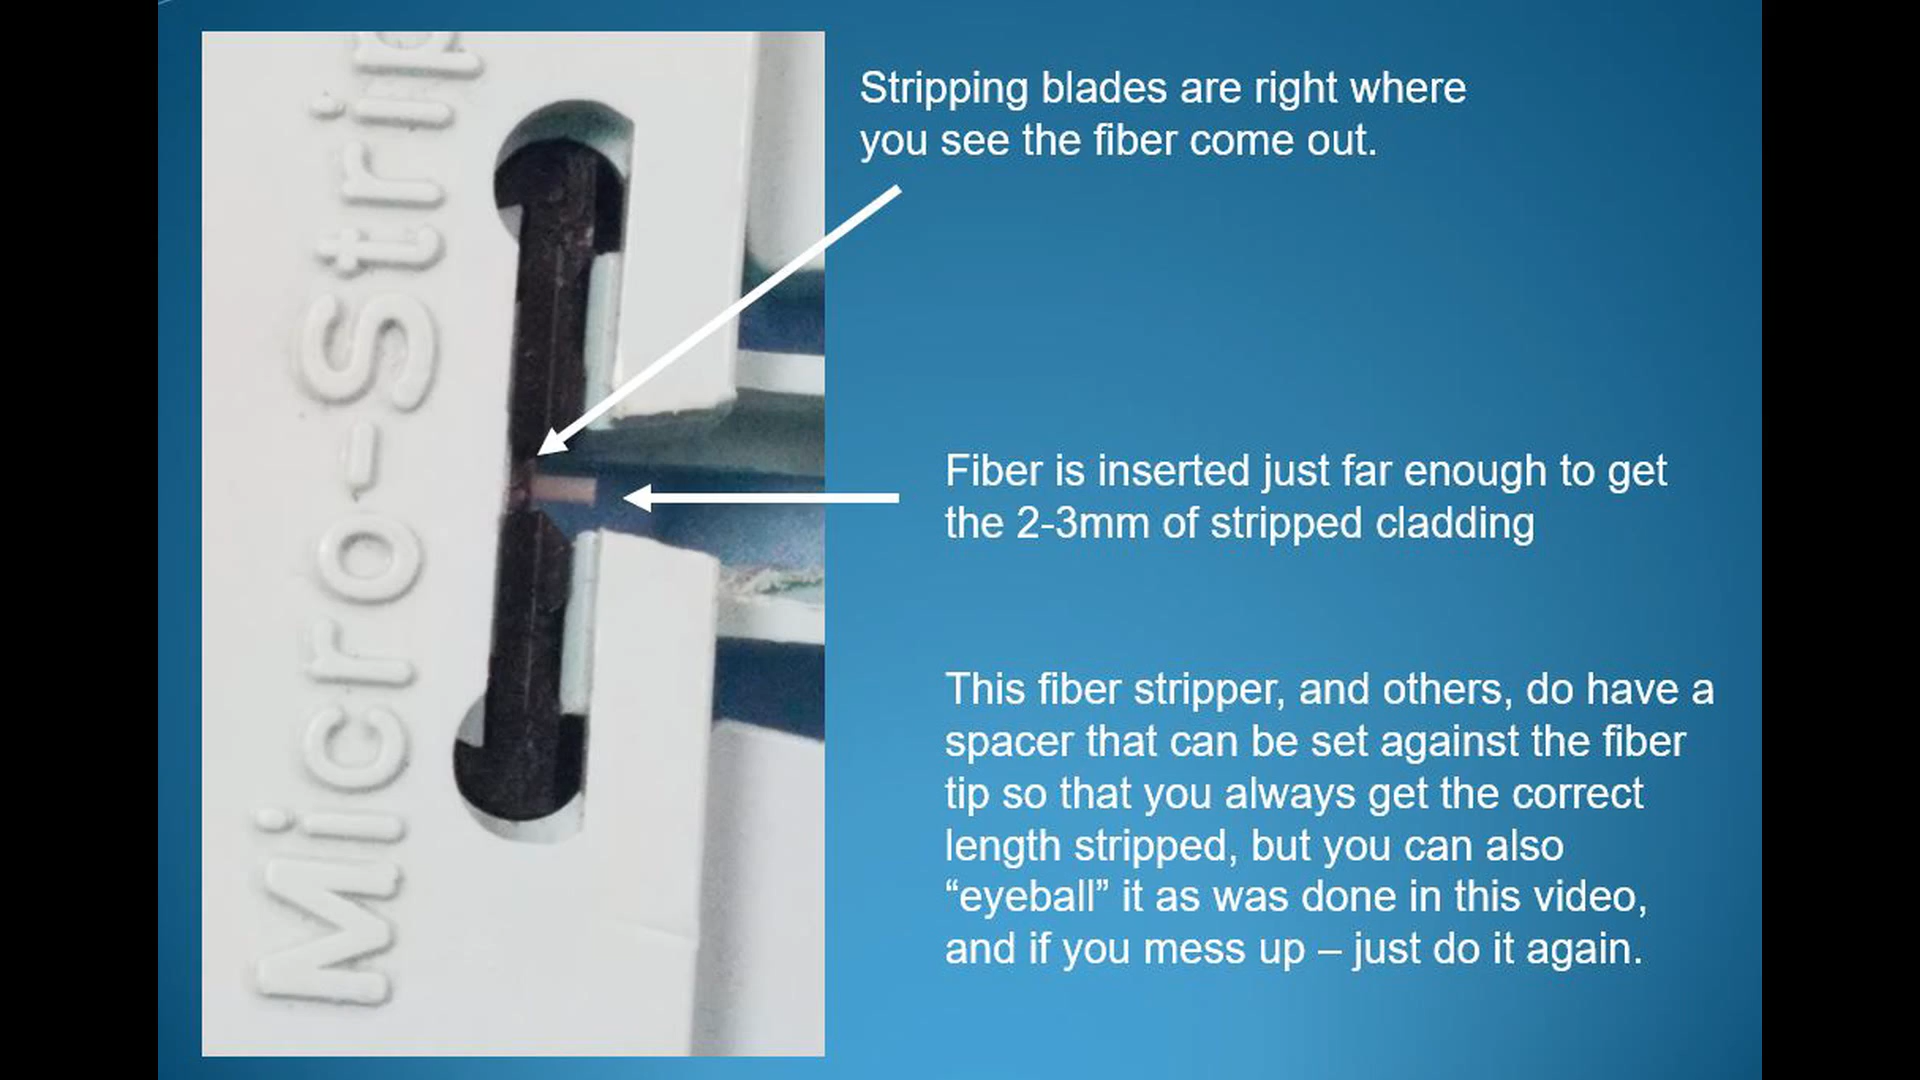 Micro-Strip
Stripping blades are right where
you see the fiber come out.
Fiber is inserted just far enough to get
the 2-3mm of stripped cladding
This fiber stripper, and others, do have a
spacer that can be set against the fiber
tip so that you always get the correct
length stripped, but you can also
“eyeball” it as was done in this video,
and if you mess up – just do it again.